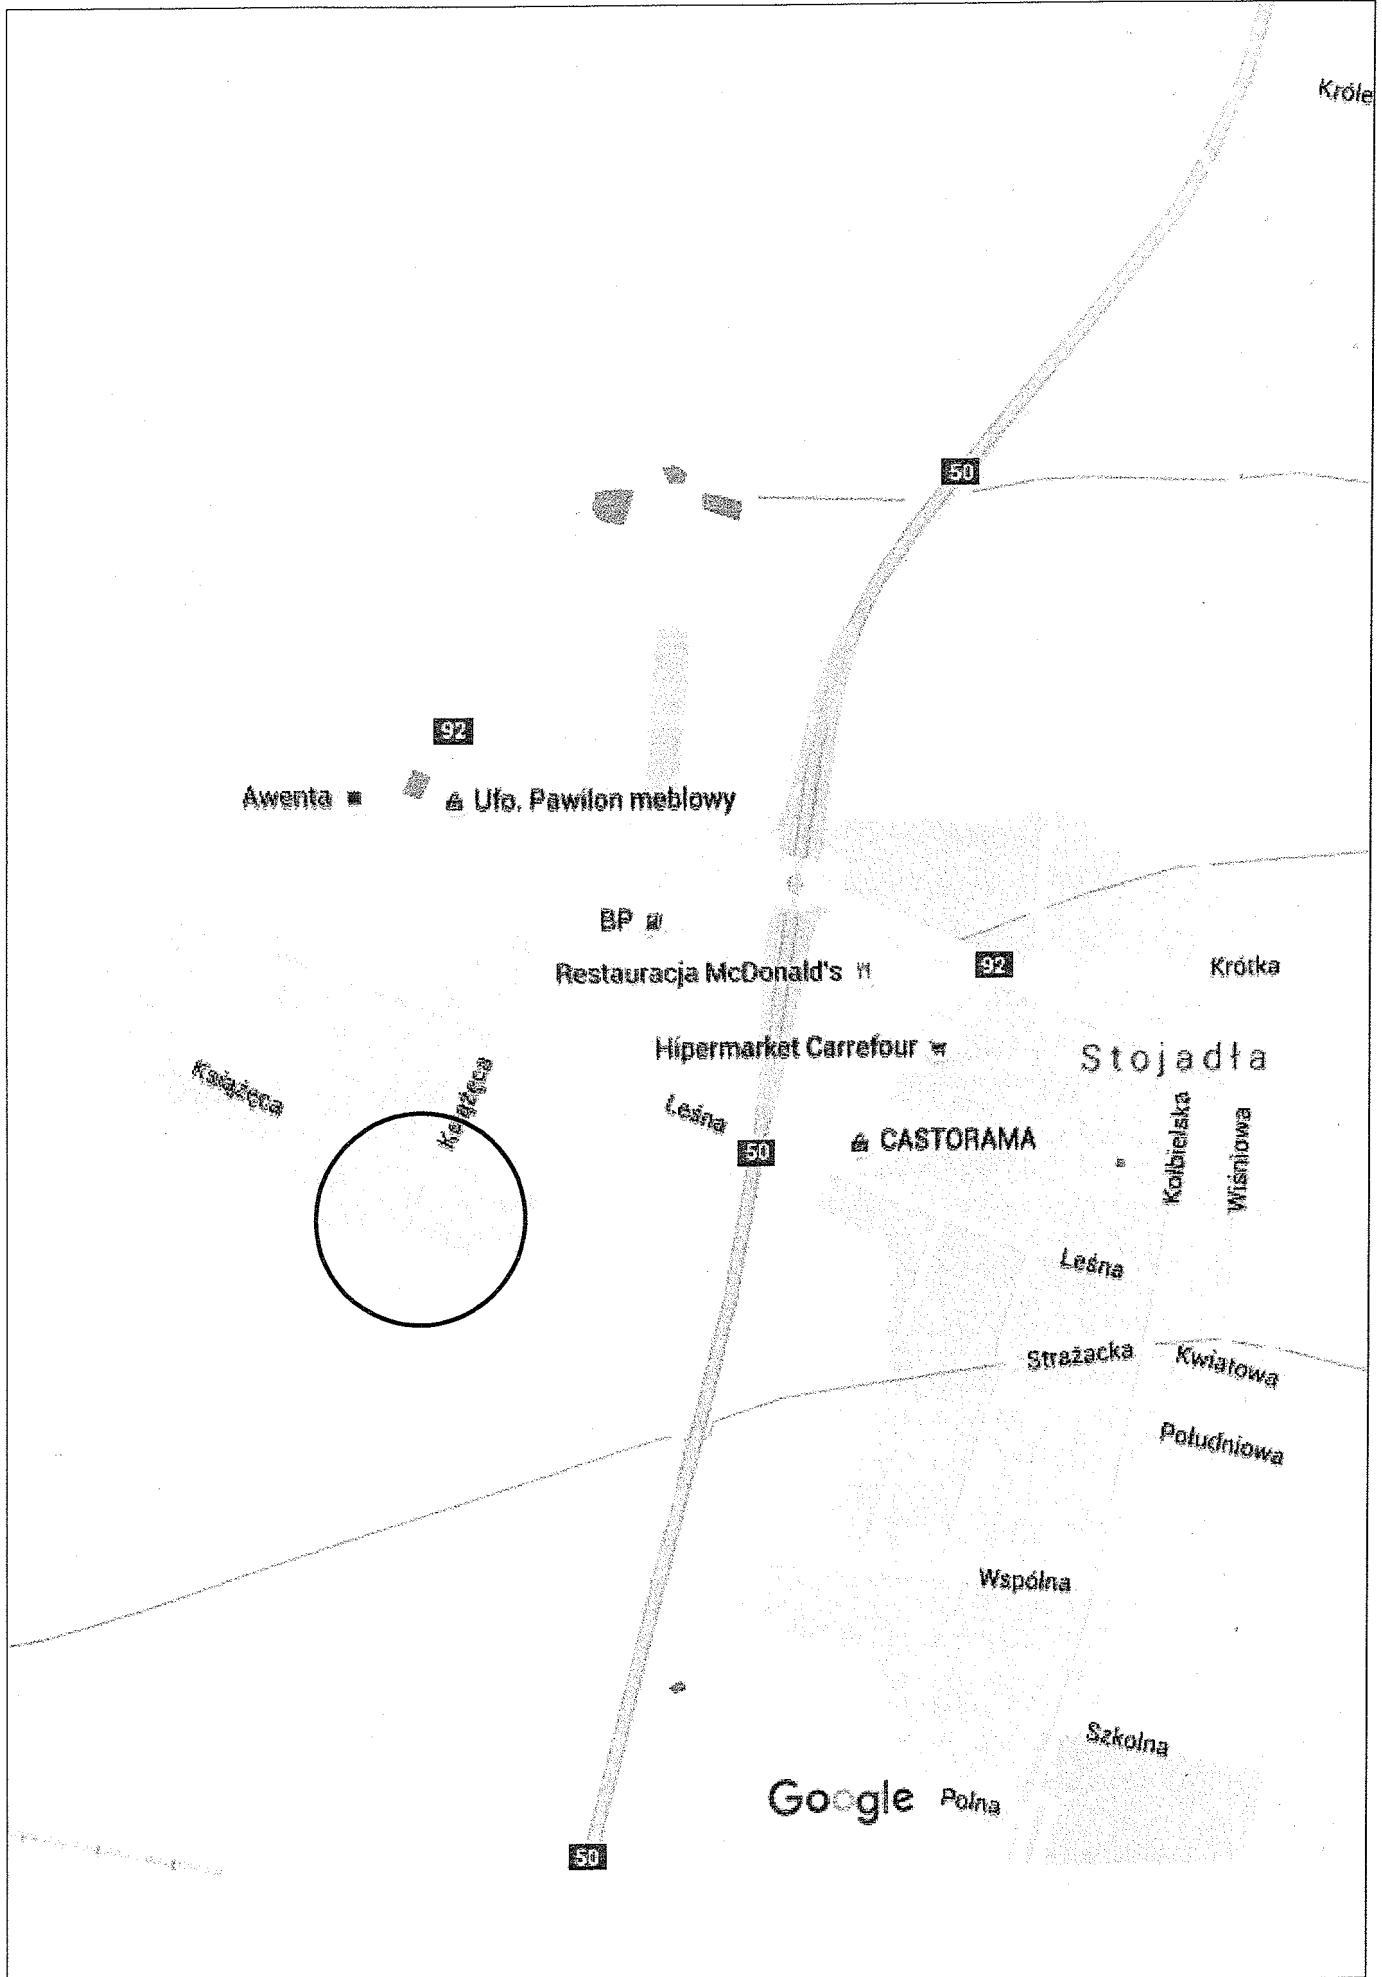 Króle
50
92
Awenta
Ufo. Pawilon meblowy
BP
Restauracja McDonald's
92
Krótka
Hipermarket Carrefour
Stojadła
Książęca
Książęca
Leśna
50
CASTORAMA
Kołbielska
Wiśniowa
Leśna
Strażacka
Kwiatowa
Południowa
Wspólna
Szkolna
Google
Polna
50